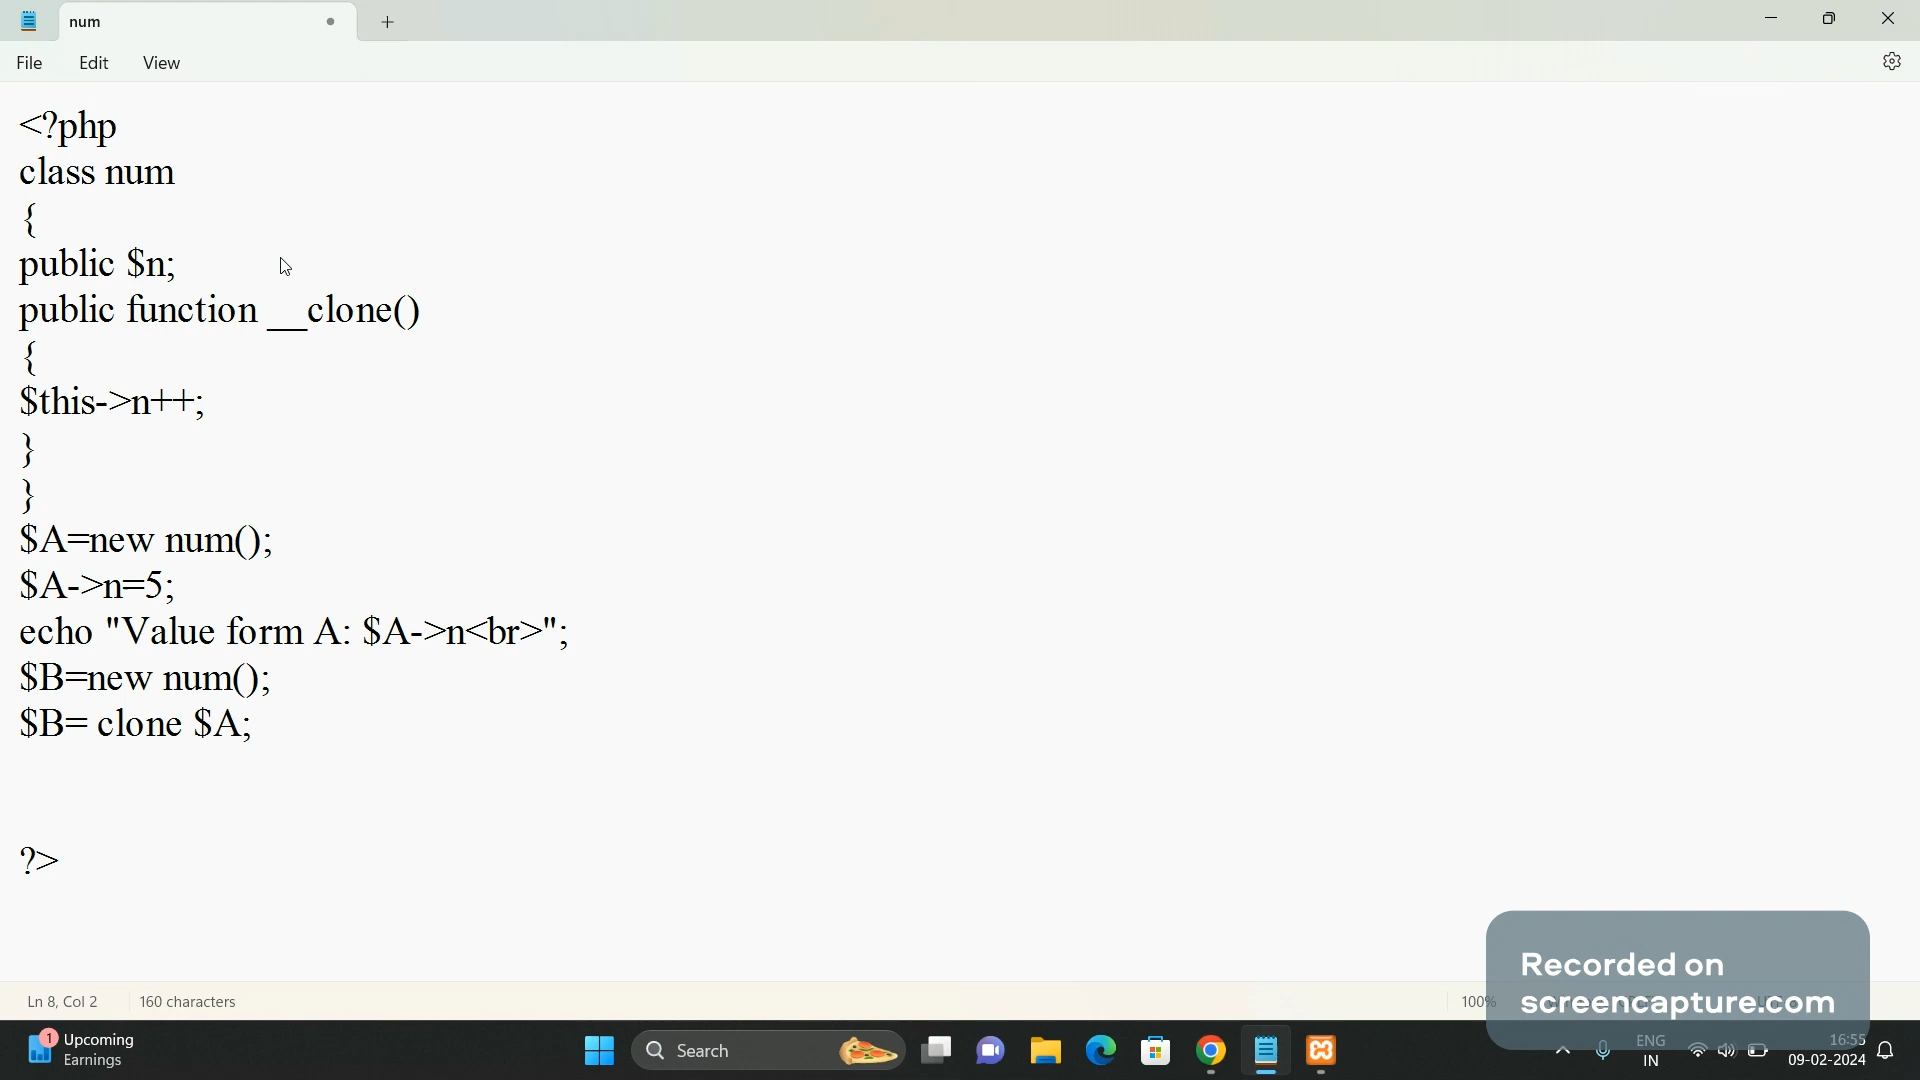 num
File Edit View
<?php
class num
{
public $n;
public function __clone()
{
$this->n++;
}
}
$A=new num();
$A->n=5;
echo "Value form A: $A->n<br>";
$B=new num();
$B= clone $A;
?>
Ln 8, Col 2 160 characters 100%
Recorded on
screencapture.com
1 Upcoming
Earnings
Search
ENG
IN
16:55
09-02-2024